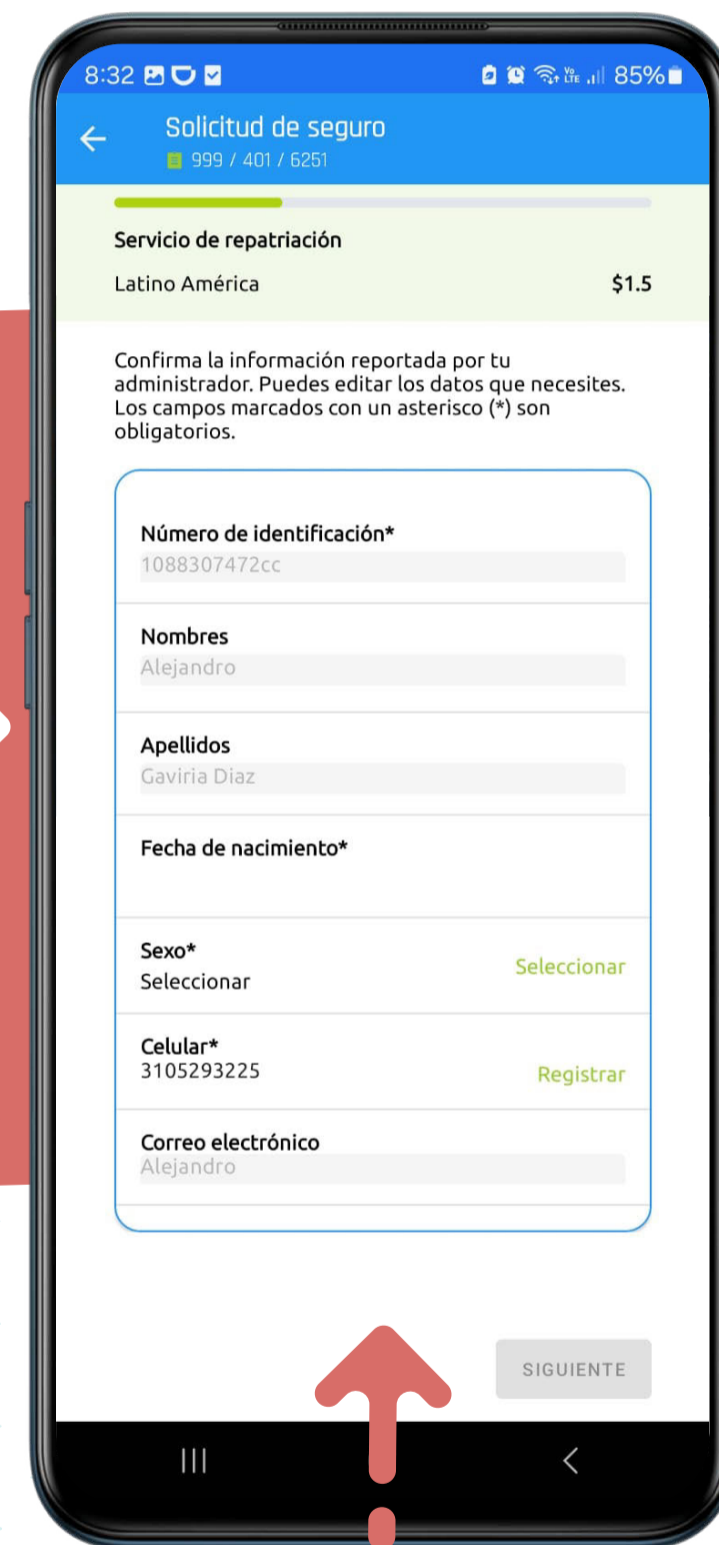 8:32
85%
Solicitud de seguro
999 / 401 / 6251
Servicio de repatriación
Latino América $1.5
Confirma la información reportada por tu
administrador. Puedes editar los datos que necesites.
Los campos marcados con un asterisco (*) son
obligatorios.
Número de identificación*
1088307472cc
Nombres
Alejandro
Apellidos
Gaviria Diaz
Fecha de nacimiento*
Sexo*
Seleccionar Seleccionar
Celular*
3105293225 Registrar
Correo electrónico
Alejandro
SIGUIENTE